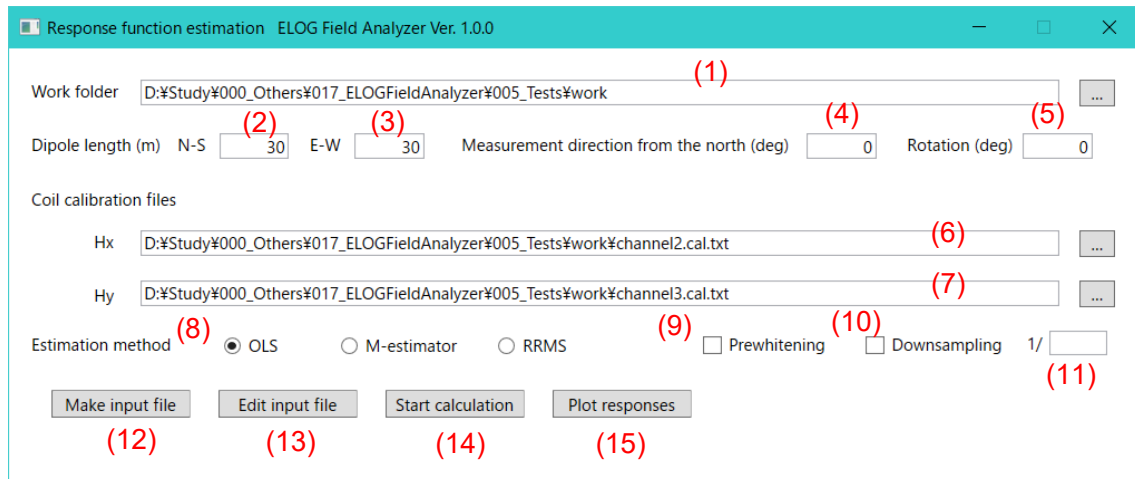 Response function estimation ELOG Field Analyzer Ver. 1.0.0
(1)
Work folder D:¥Study¥000_Others¥017_ELOGFieldAnalyzer¥005_Tests¥work ...
(2) (3) (4) (5)
Dipole length (m) N-S 30 E-W 30 Measurement direction from the north (deg) 0 Rotation (deg) 0
Coil calibration files
(6)
Hx D:¥Study¥000_Others¥017_ELOGFieldAnalyzer¥005_Tests¥work¥channel2.cal.txt ...
(7)
Hy D:¥Study¥000_Others¥017_ELOGFieldAnalyzer¥005_Tests¥work¥channel3.cal.txt ...
(8) (9) (10)
Estimation method OLS M-estimator RRMS Prewhitening Downsampling 1/
(11)
Make input file Edit input file Start calculation Plot responses
(12) (13) (14) (15)